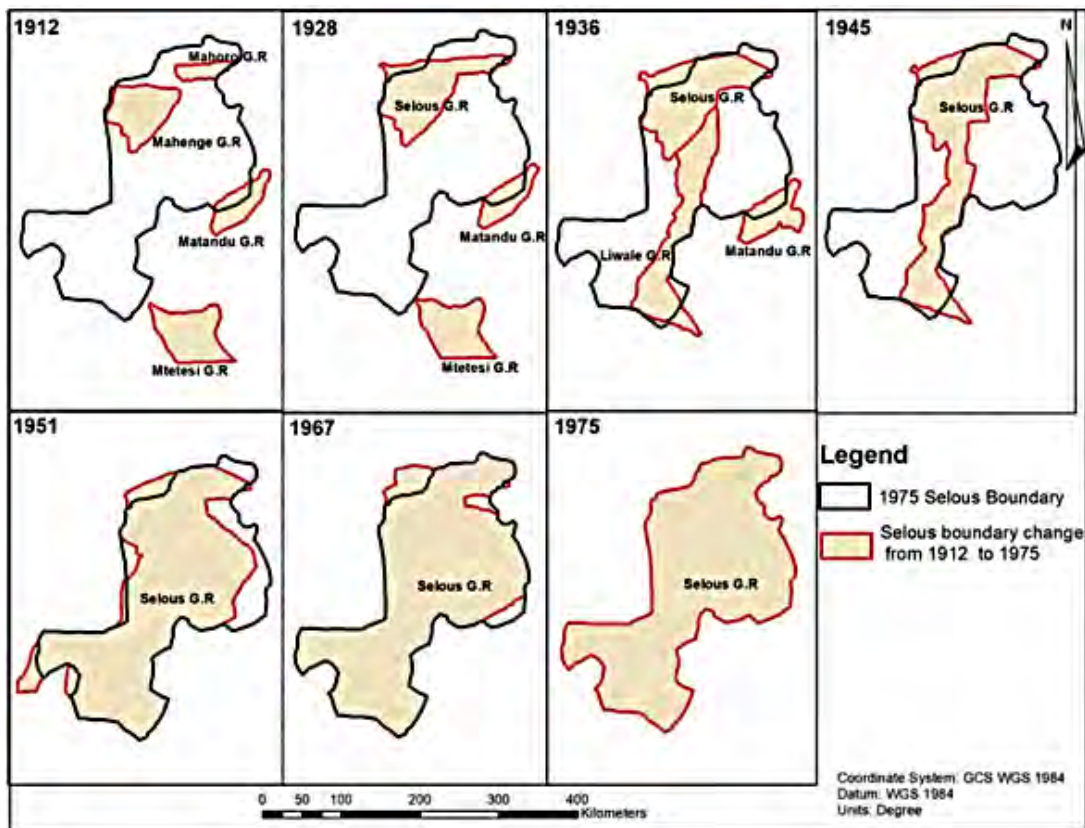 1912
Mahoro G.R
Mahenge G.R
Matandu G.R
Mtetesi G.R
1928
Selous G.R
Matandu G.R
Mtetesi G.R
1936
Selous G.R
Liwale G.R
Matandu G.R
1945
Selous G.R
N
1951
Selous G.R
1967
Selous G.R
1975
Selous G.R
Legend
1975 Selous Boundary
Selous boundary change
from 1912 to 1975
0 50 100 200 300 400
Kilometers
Coordinate System: GCS WGS 1984
Datum: WGS 1984
Units: Degree